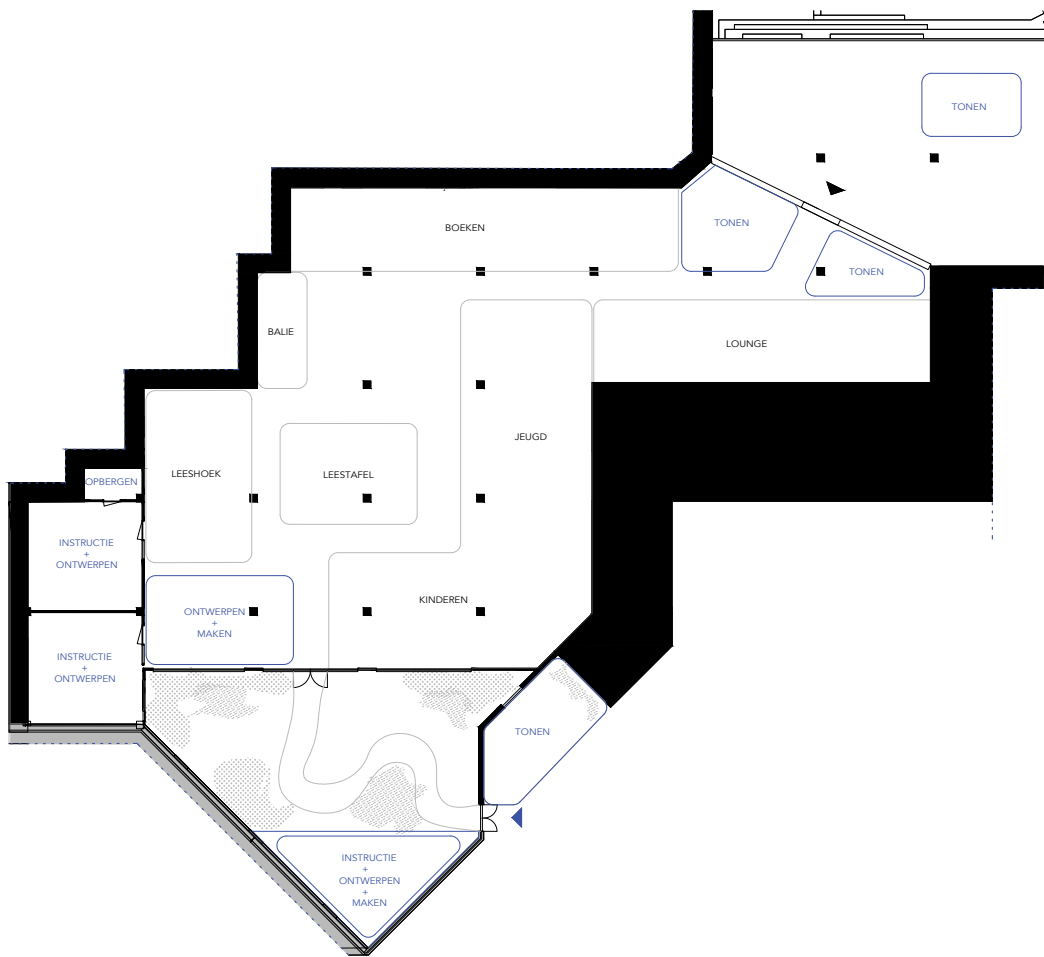 TONEN
TONEN
BOEKEN
TONEN
BALIE
LOUNGE
JEUGD
LEESHOEK
LEESTAFEL
OPBERGEN
INSTRUCTIE
+
ONTWERPEN
KINDEREN
ONTWERPEN
+
MAKEN
INSTRUCTIE
+
ONTWERPEN
TONEN
INSTRUCTIE
+
ONTWERPEN
+
MAKEN